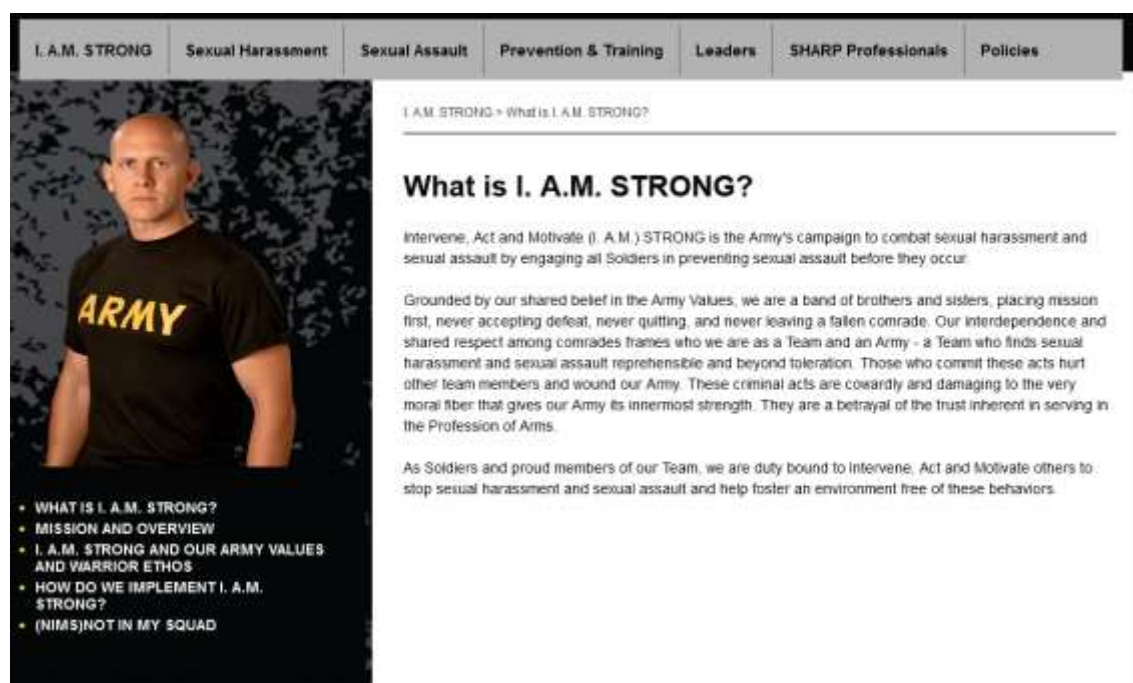 I. A.M. STRONG Sexual Harassment Sexual Assault Prevention & Training Leaders SHARP Professionals Policies
I. A.M. STRONG > What is I. A.M. STRONG?
What is I. A.M. STRONG?
Intervene, Act and Motivate (I. A.M.) STRONG is the Army's campaign to combat sexual harassment and
sexual assault by engaging all Soldiers in preventing sexual assault before they occur.
Grounded by our shared belief in the Army Values, we are a band of brothers and sisters, placing mission
first, never accepting defeat, never quitting, and never leaving a fallen comrade. Our interdependence and
shared respect among comrades frames who we are as a Team and an Army - a Team who finds sexual
harassment and sexual assault reprehensible and beyond toleration. Those who commit these acts hurt
other team members and wound our Army. These criminal acts are cowardly and damaging to the very
moral fiber that gives our Army its innermost strength. They are a betrayal of the trust inherent in serving in
the Profession of Arms.
As Soldiers and proud members of our Team, we are duty bound to Intervene, Act and Motivate others to
stop sexual harassment and sexual assault and help foster an environment free of these behaviors.
ARMY
• WHAT IS I. A.M. STRONG?
• MISSION AND OVERVIEW
• I. A.M. STRONG AND OUR ARMY VALUES
AND WARRIOR ETHOS
• HOW DO WE IMPLEMENT I. A.M.
STRONG?
• (NIMS)NOT IN MY SQUAD